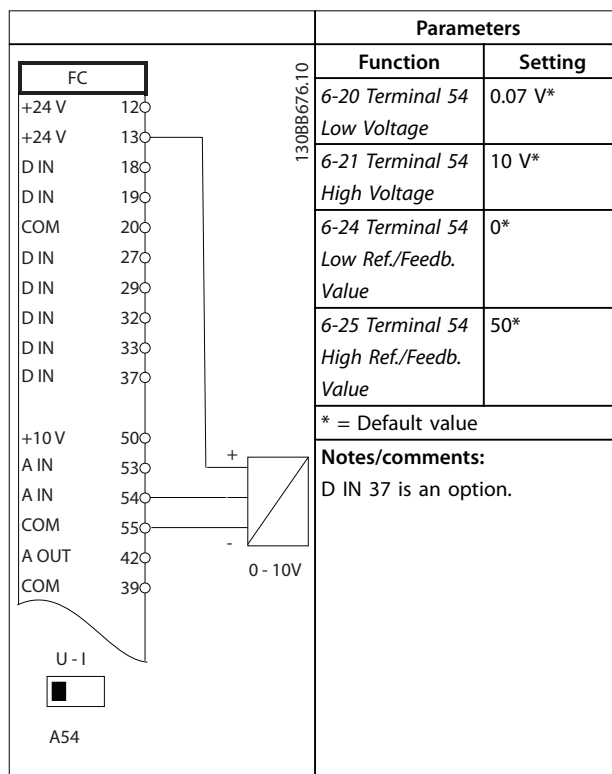 FC
+24 V 12
+24 V 13
D IN 18
D IN 19
COM 20
D IN 27
D IN 29
D IN 32
D IN 33
D IN 37
+10 V 50
A IN 53
A IN 54
COM 55
A OUT 42
COM 39
+
-
0 - 10V
U - I
A54
130BB676.10
Parameters
Function Setting
6-20 Terminal 54 0.07 V*
Low Voltage
6-21 Terminal 54 10 V*
High Voltage
6-24 Terminal 54 0*
Low Ref./Feedb.
Value
6-25 Terminal 54 50*
High Ref./Feedb.
Value
* = Default value
Notes/comments:
D IN 37 is an option.